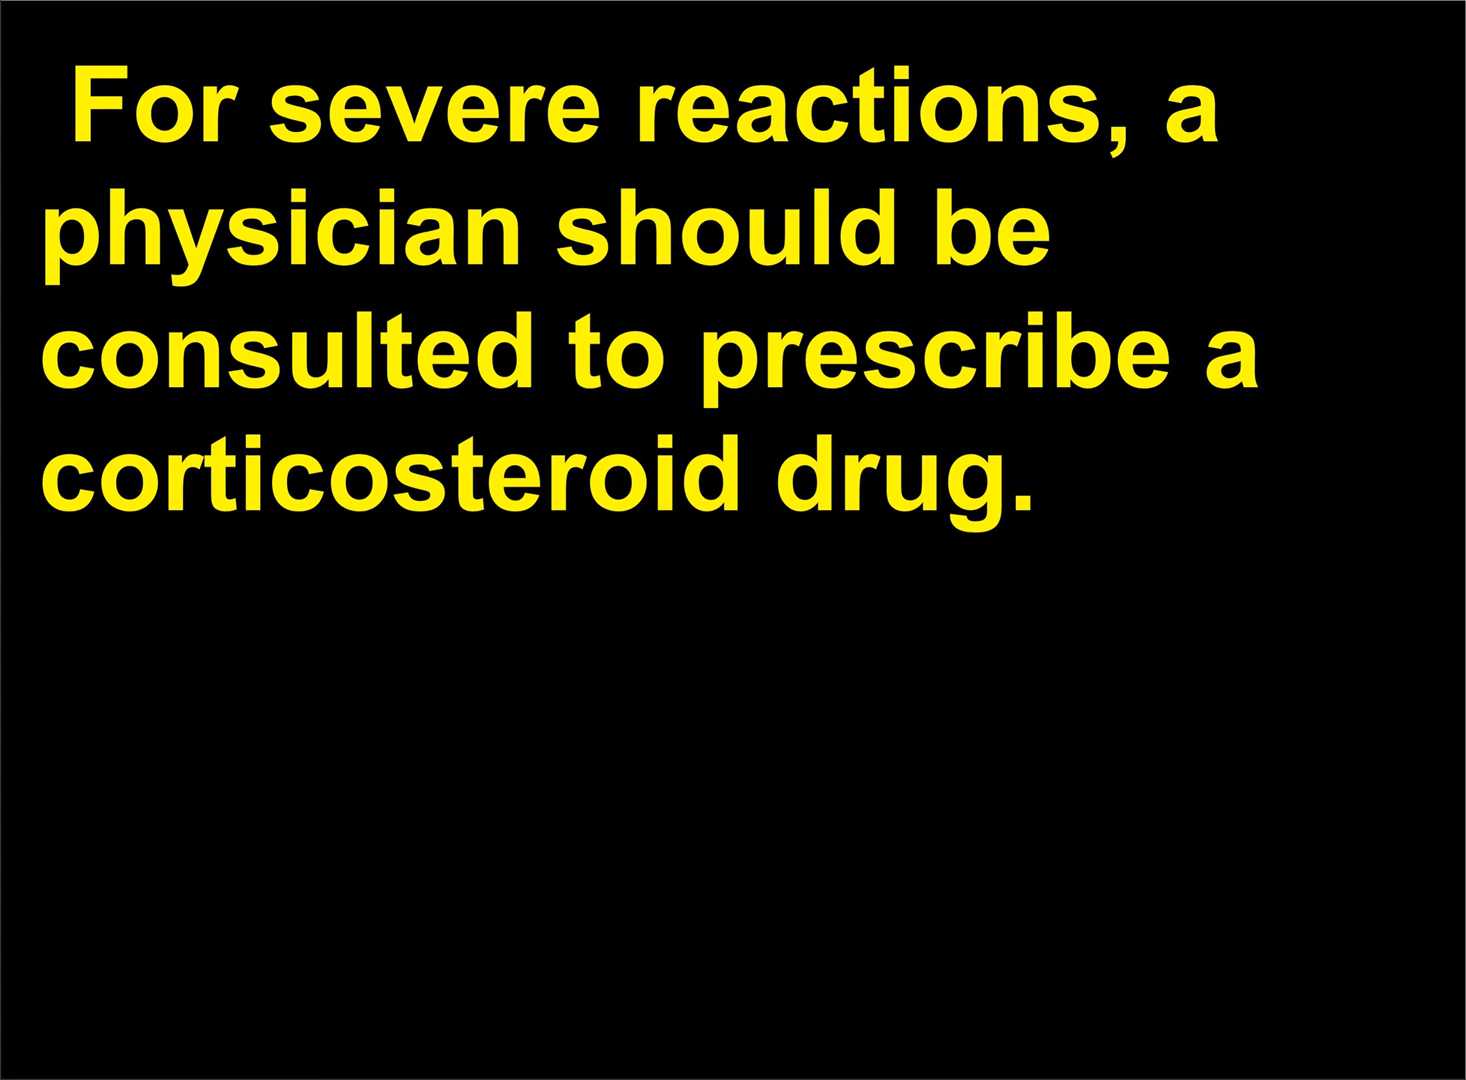 For severe reactions, a
physician should be
consulted to prescribe a
corticosteroid drug.